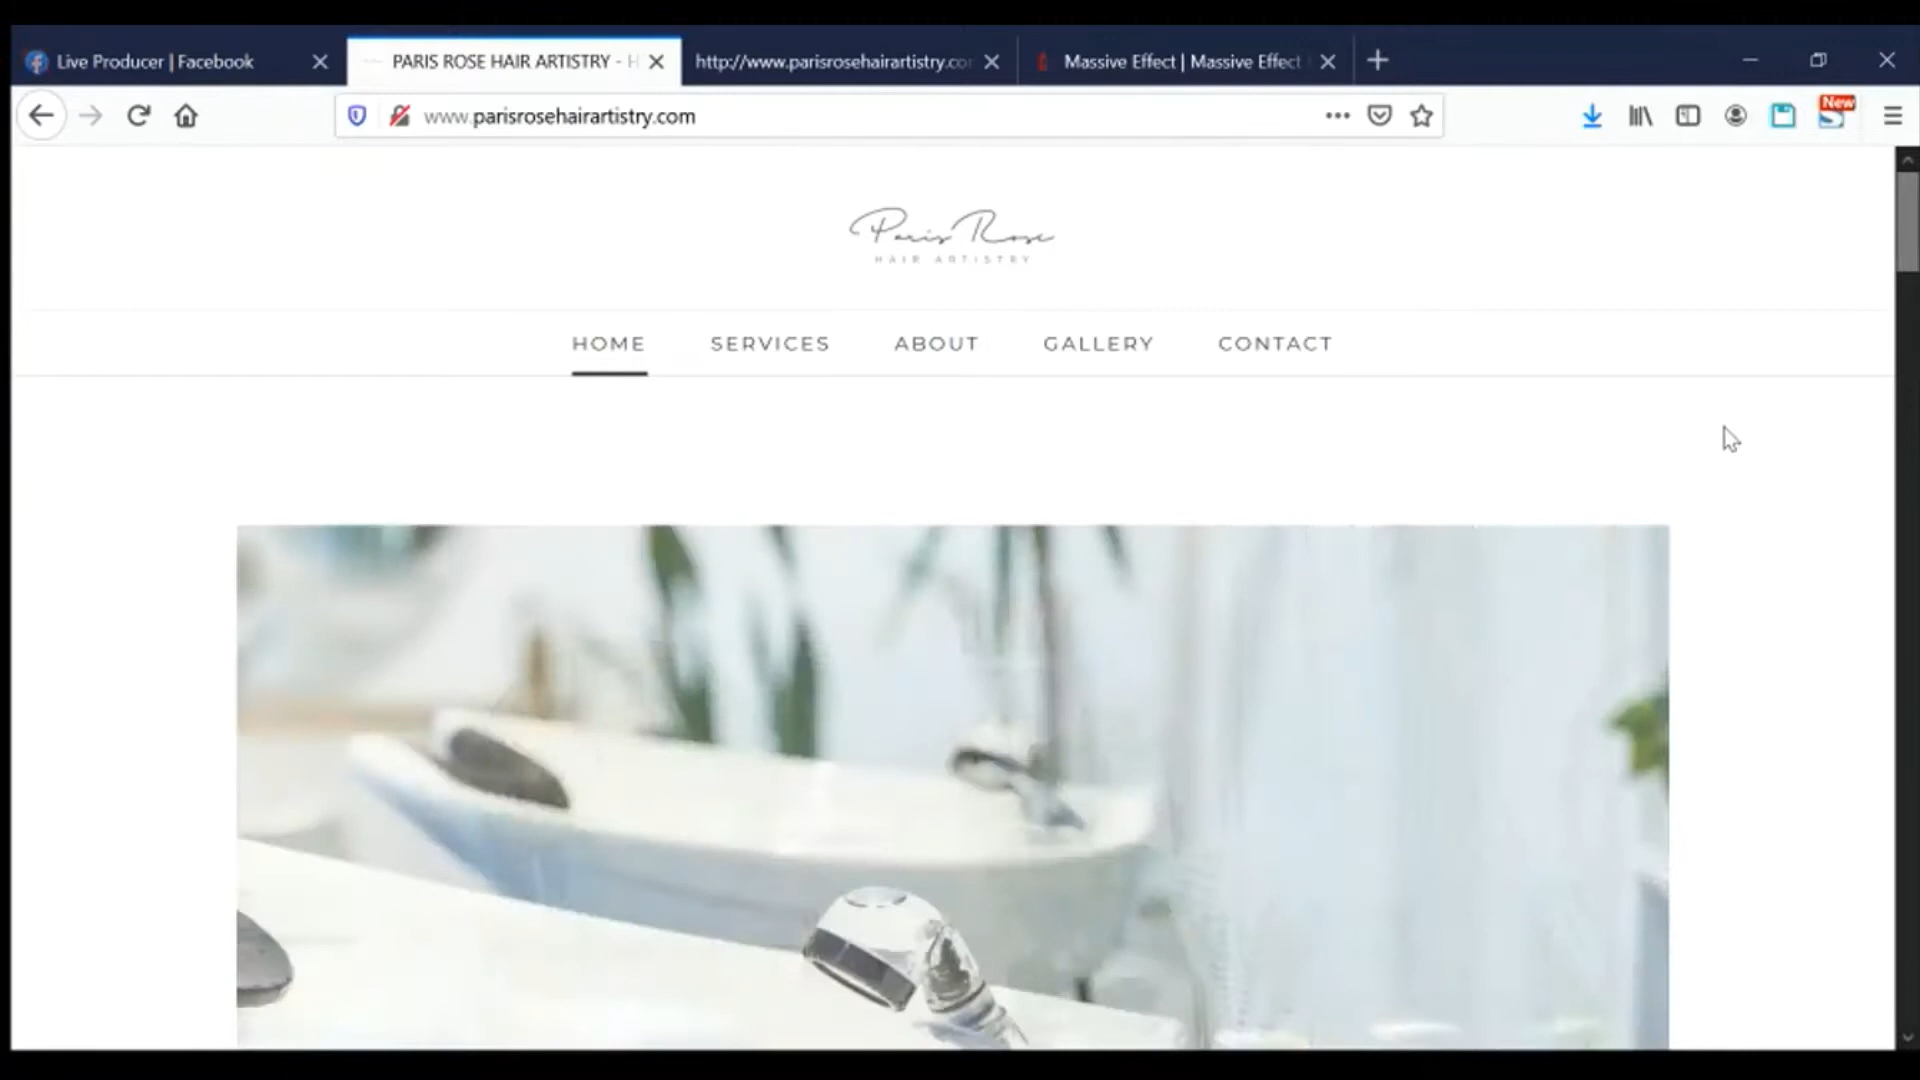 Live Producer | Facebook
PARIS ROSE HAIR ARTISTRY - H
http://www.parisrosehairartistry.co
Massive Effect | Massive Effect
www.parisrosehairartistry.com
New
Paris Rose
HAIR ARTISTRY
HOME SERVICES ABOUT GALLERY CONTACT